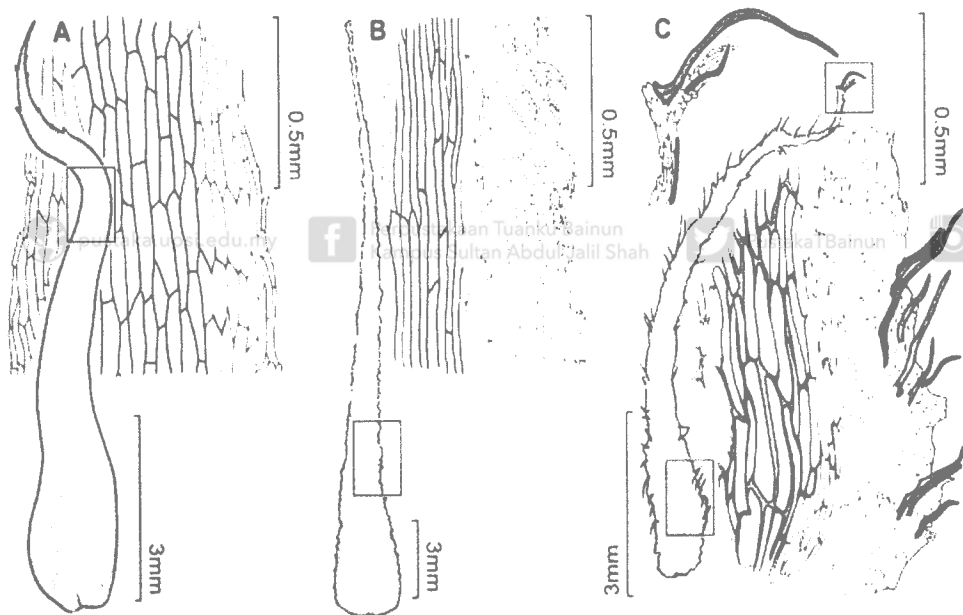 A
B
C
0.5mm
0.5mm
0.5mm
pustaka.upsi.edu.my
f
Perpustakaan Tuanku Bainun
Kampus Sultan Abdul Jalil Shah
PustakaTBainun
3mm
3mm
3mm